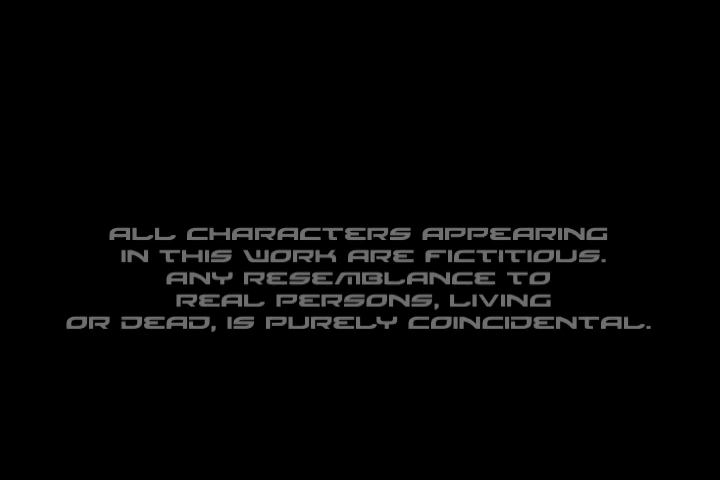 ALL CHARACTERS APPEARING
IN THIS WORK ARE FICTITIOUS.
ANY RESEMBLANCE TO
REAL PERSONS, LIVING
OR DEAD, IS PURELY COINCIDENTAL.